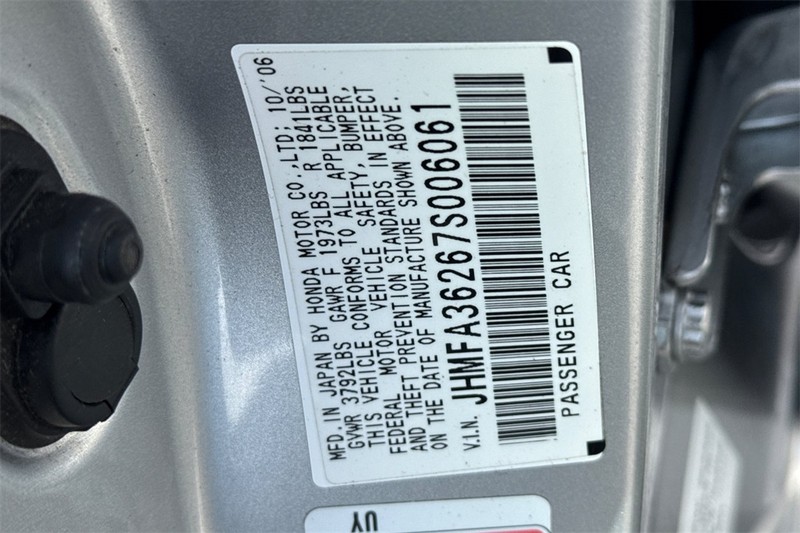 MFD. IN JAPAN BY HONDA MOTOR CO.,LTD; 10/'06
GVWR 3792LBS GAWR F 1973LBS R 1841LBS
THIS VEHICLE CONFORMS TO ALL APPLICABLE
FEDERAL MOTOR VEHICLE SAFETY, BUMPER,
AND THEFT PREVENTION STANDARDS IN EFFECT
ON THE DATE OF MANUFACTURE SHOWN ABOVE.
V.I.N. JHMFA36267S006061
PASSENGER CAR
UY